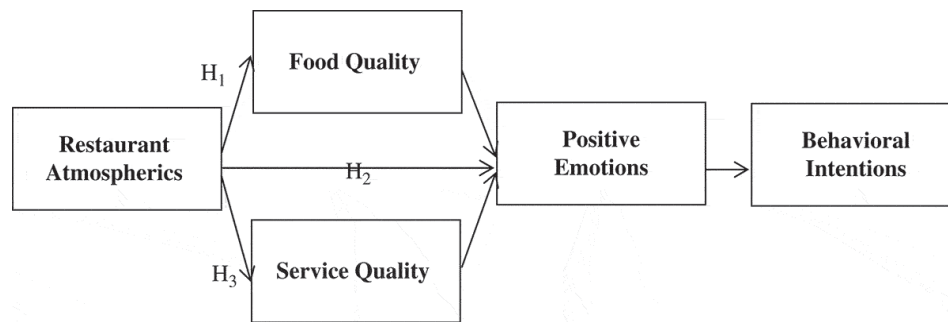 Food Quality
H1
Restaurant
Atmospherics
H2
Positive
Emotions
Behavioral
Intentions
H3
Service Quality